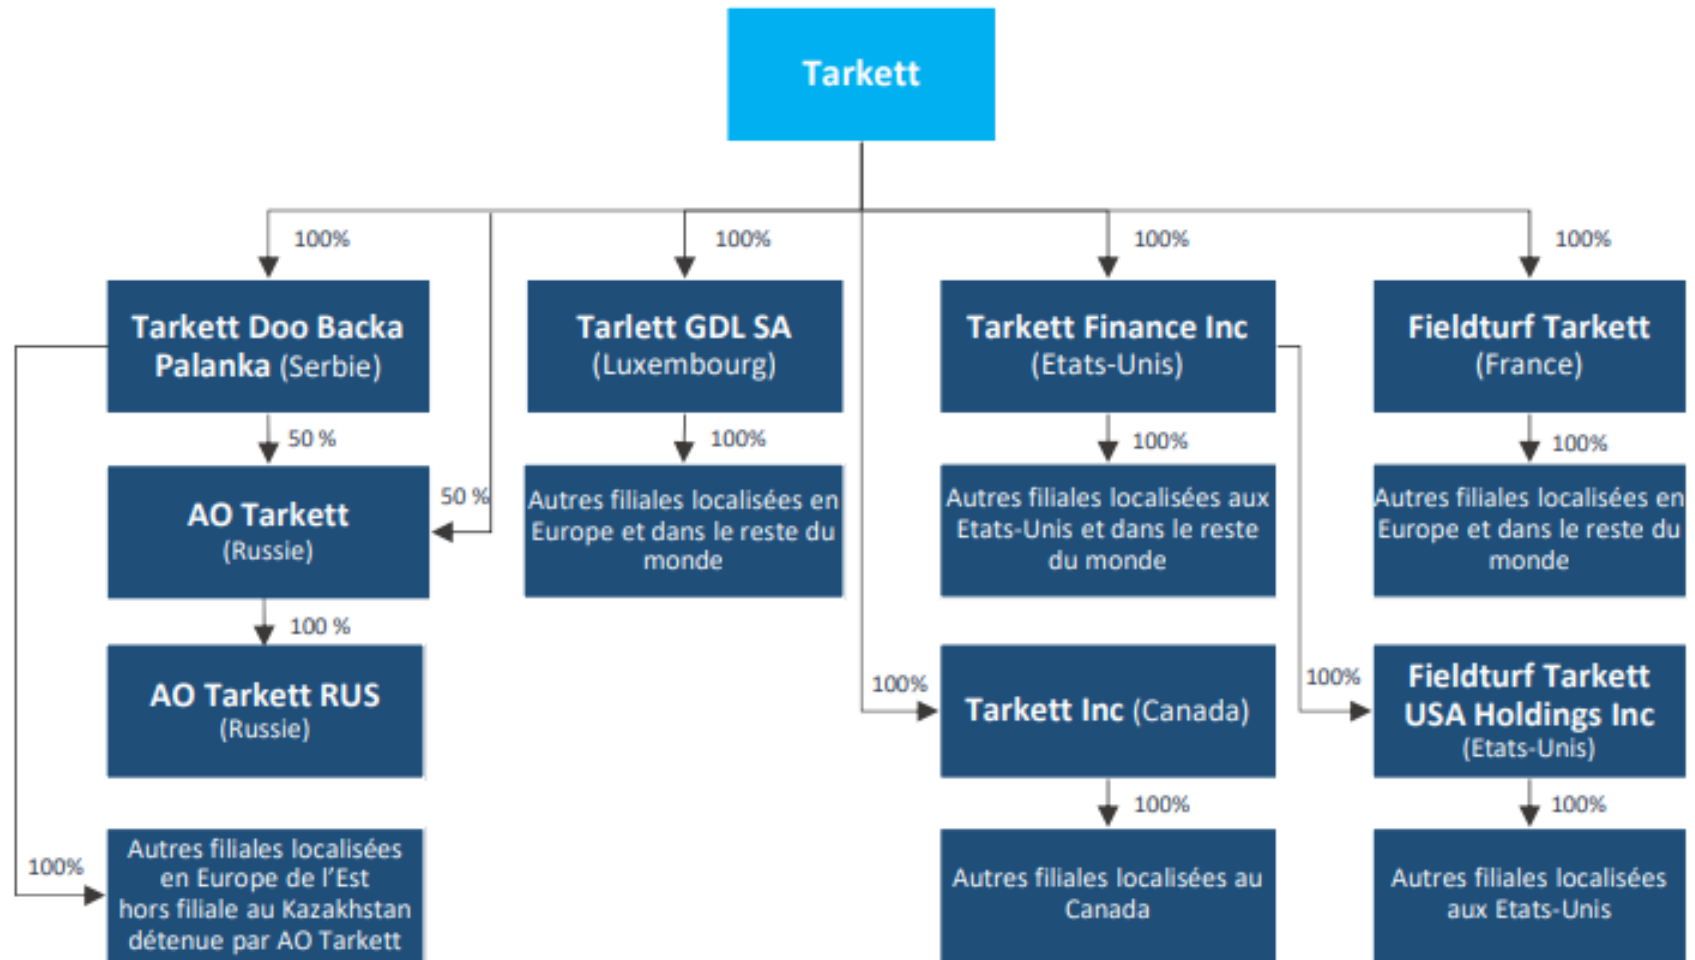 Tarkett
100%
100%
100%
100%
Tarkett Doo Backa
Palanka (Serbie)
Tarlett GDL SA
(Luxembourg)
Tarkett Finance Inc
(Etats-Unis)
Fieldturf Tarkett
(France)
50 %
100%
100%
100%
AO Tarkett
(Russie)
50 %
Autres filiales localisées en
Europe et dans le reste du
monde
Autres filiales localisées aux
Etats-Unis et dans le reste
du monde
Autres filiales localisées en
Europe et dans le reste du
monde
100 %
AO Tarkett RUS
(Russie)
100%
Tarkett Inc (Canada)
100%
Fieldturf Tarkett
USA Holdings Inc
(Etats-Unis)
100%
100%
100%
Autres filiales localisées
en Europe de l'Est
hors filiale au Kazakhstan
détenue par AO Tarkett
Autres filiales localisées au
Canada
Autres filiales localisées
aux Etats-Unis